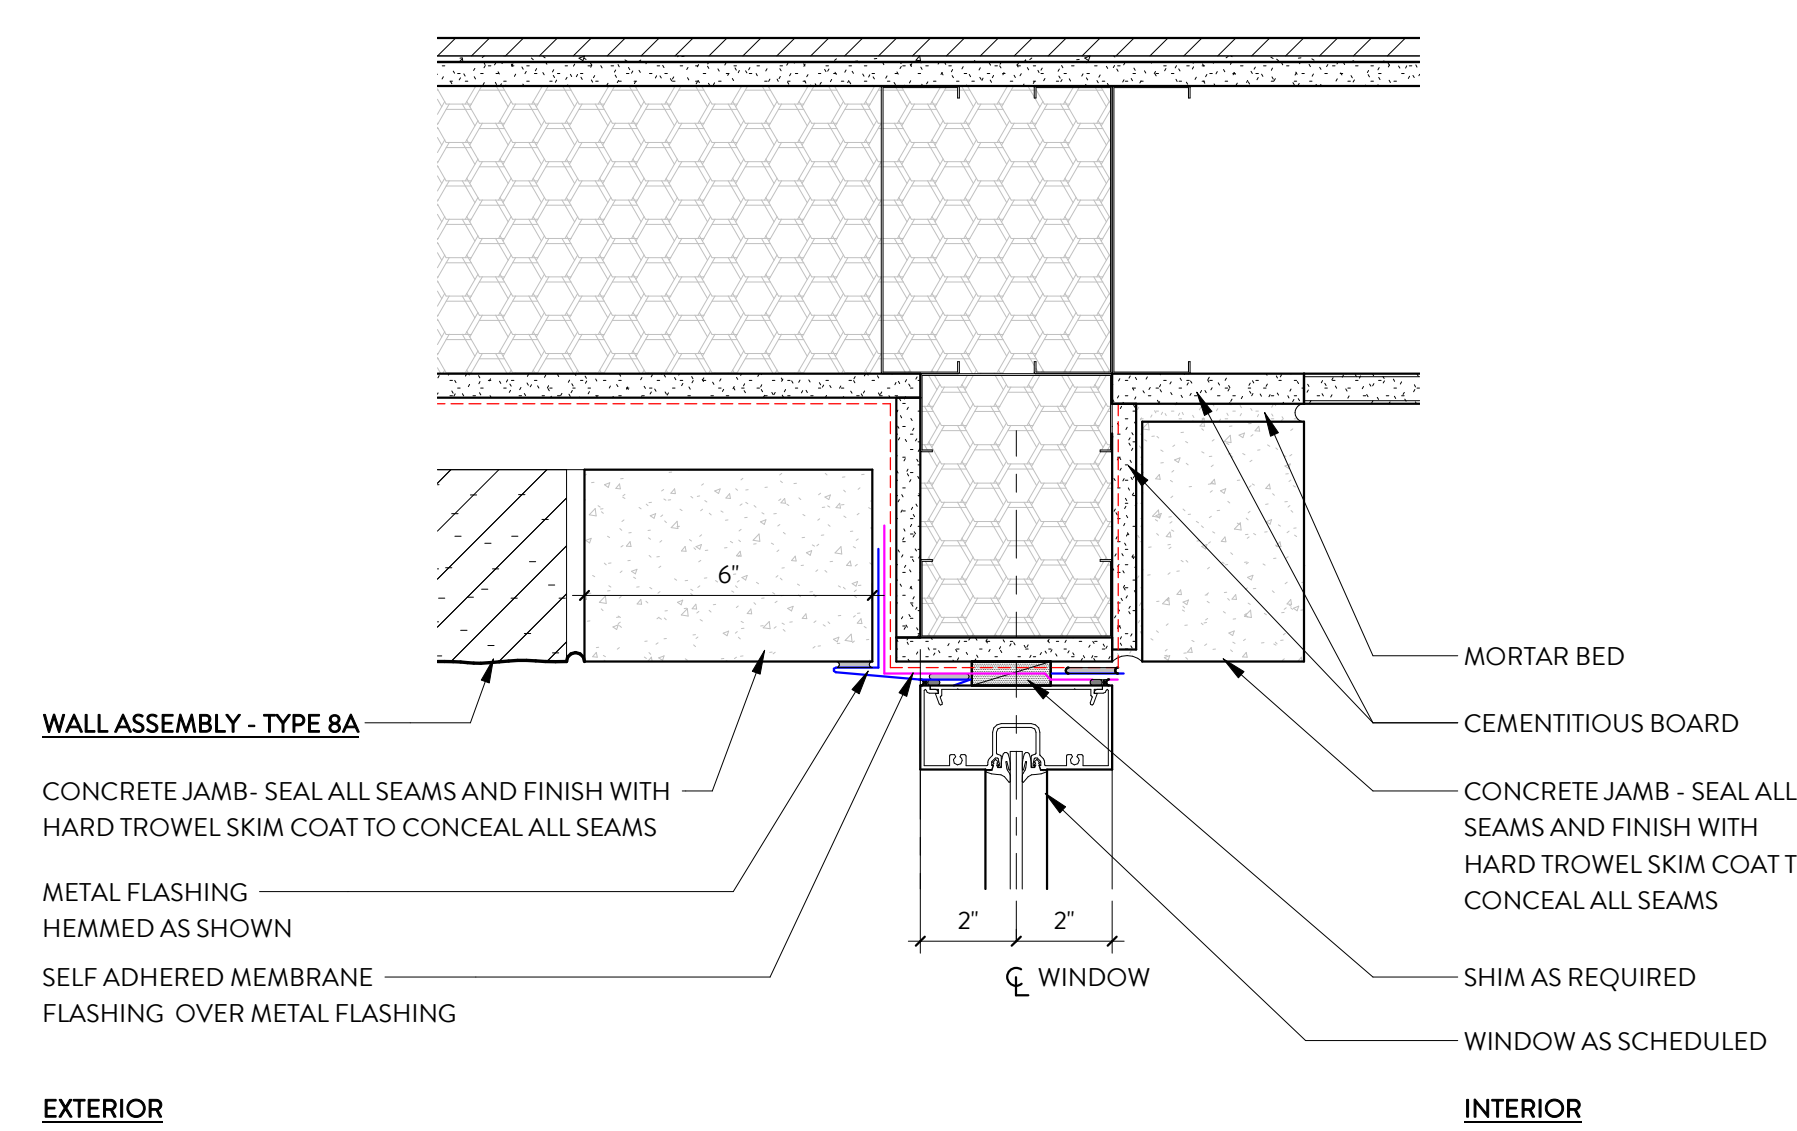 6"
WALL ASSEMBLY - TYPE 8A
CONCRETE JAMB- SEAL ALL SEAMS AND FINISH WITH
HARD TROWEL SKIM COAT TO CONCEAL ALL SEAMS
METAL FLASHING
HEMMED AS SHOWN
SELF ADHERED MEMBRANE
FLASHING OVER METAL FLASHING
EXTERIOR
2" 2"
℄ WINDOW
MORTAR BED
CEMENTITIOUS BOARD
CONCRETE JAMB - SEAL ALL
SEAMS AND FINISH WITH
HARD TROWEL SKIM COAT T
CONCEAL ALL SEAMS
SHIM AS REQUIRED
WINDOW AS SCHEDULED
INTERIOR